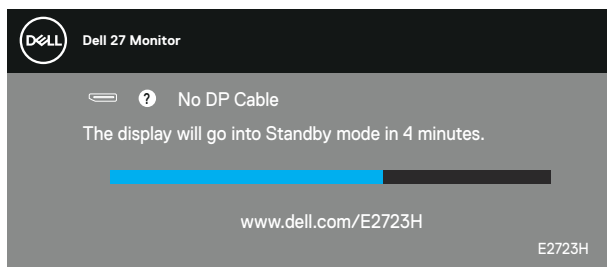 DELL
Dell 27 Monitor
? No DP Cable
The display will go into Standby mode in 4 minutes.
www.dell.com/E2723H
E2723H